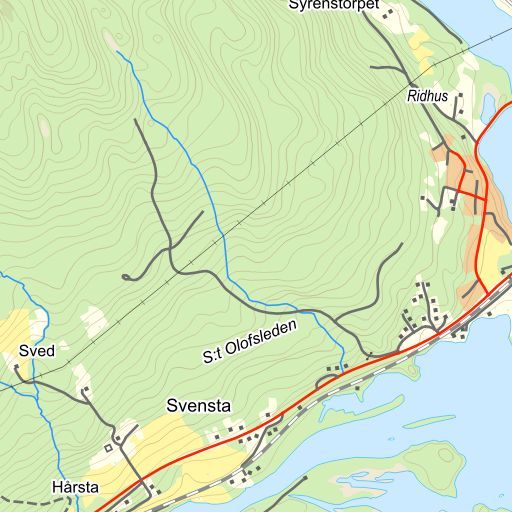 Syrenstorpet
Ridhus
S:t Olofsleden
Sved
Svensta
Hårsta